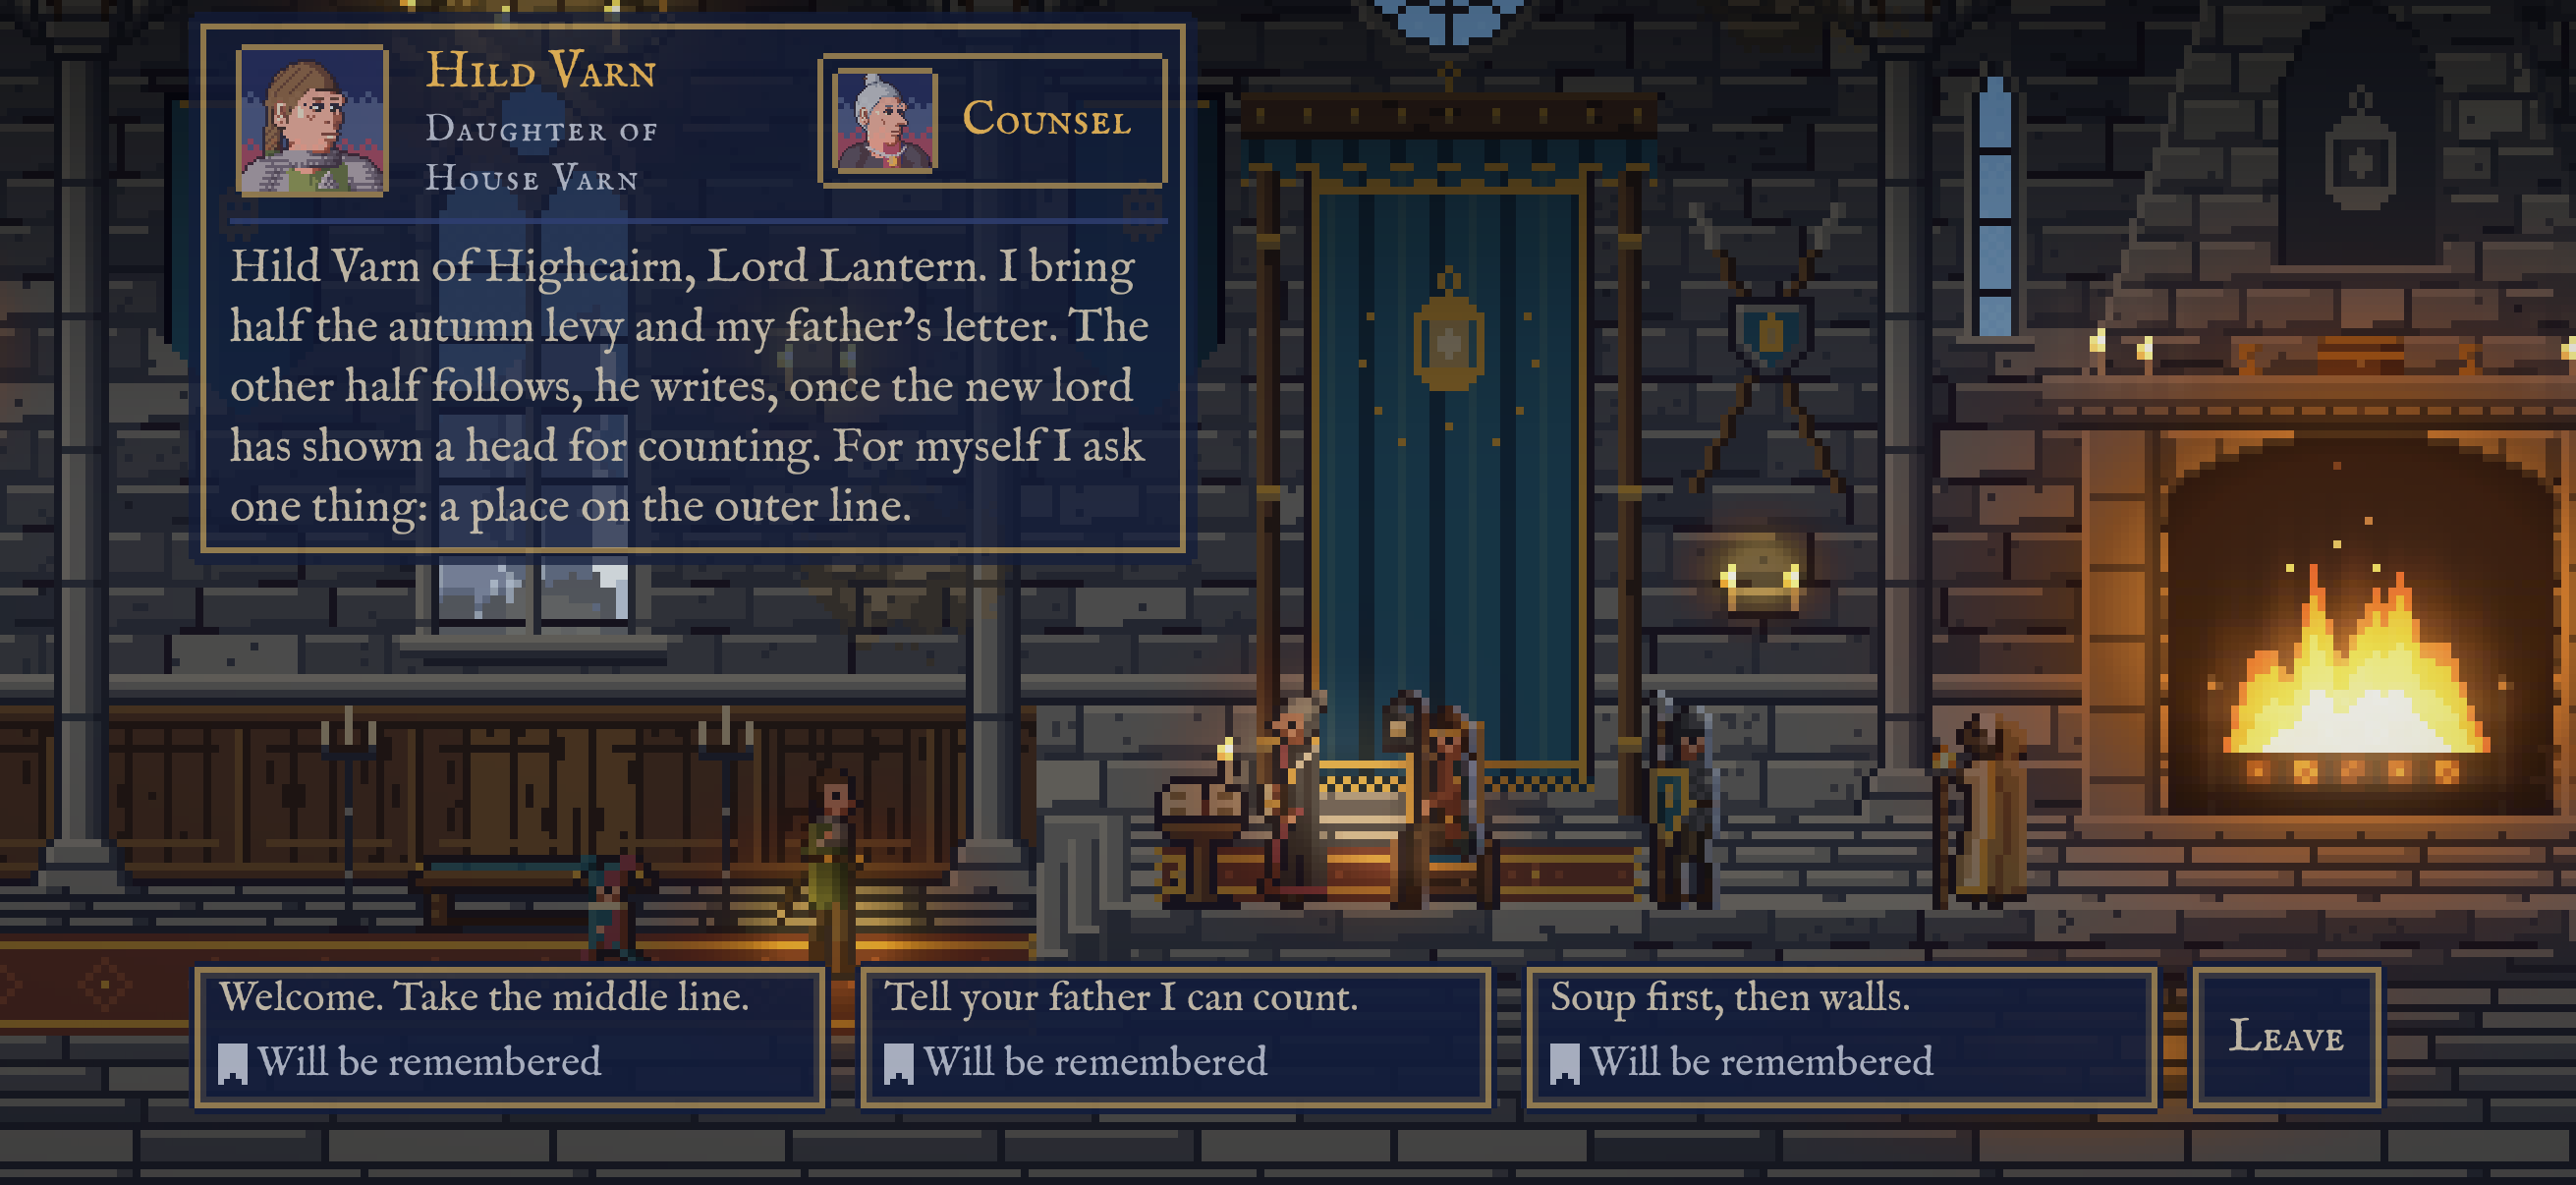 Hild Varn
Daughter of
House Varn
Counsel
Hild Varn of Highcairn, Lord Lantern. I bring
half the autumn levy and my father's letter. The
other half follows, he writes, once the new lord
has shown a head for counting. For myself I ask
one thing: a place on the outer line.
Welcome. Take the middle line.
Will be remembered
Tell your father I can count.
Will be remembered
Soup first, then walls.
Will be remembered
Leave